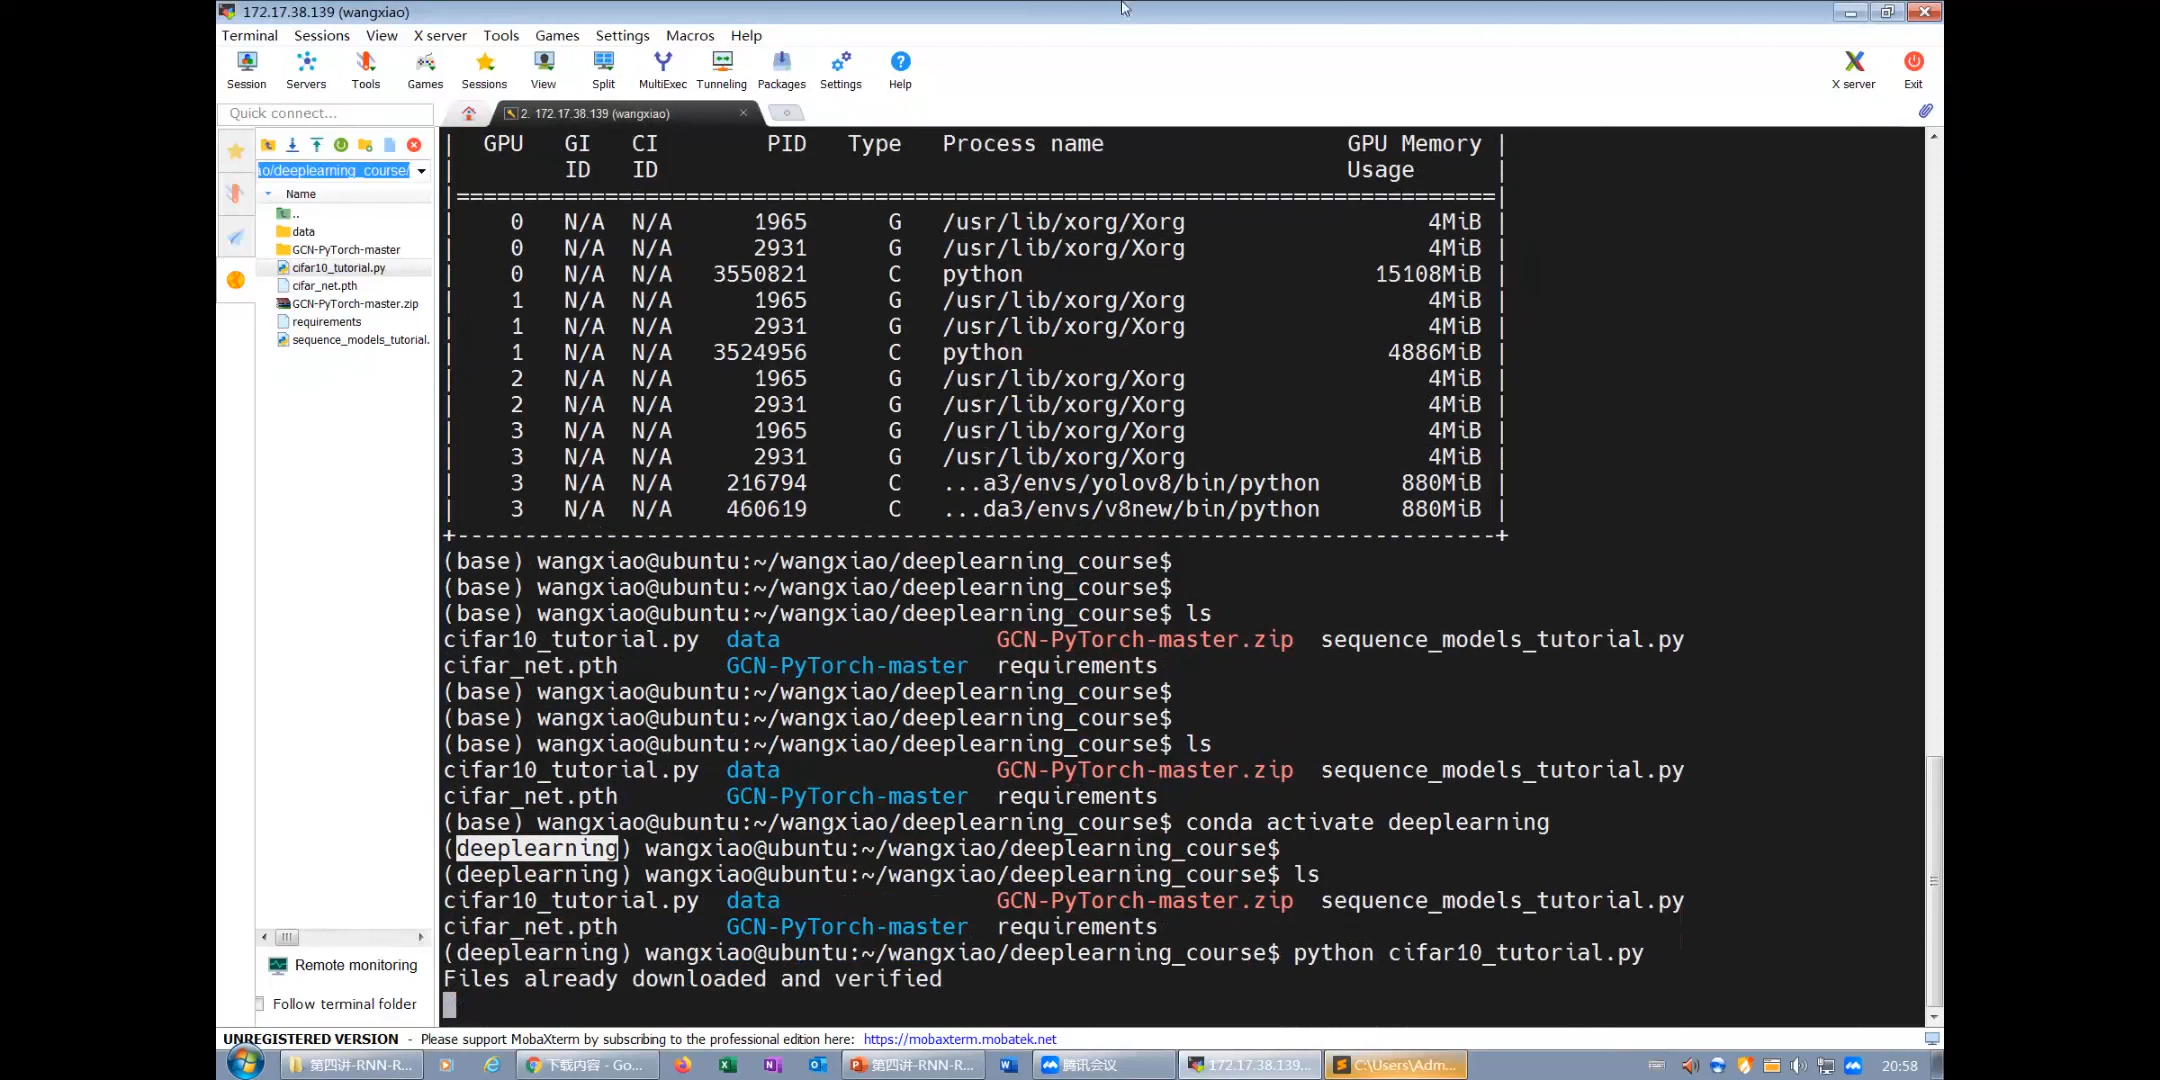 172.17.38.139 (wangxiao)
Terminal Sessions View X server Tools Games Settings Macros Help
Session Servers Tools Games Sessions View Split MultiExec Tunneling Packages Settings Help X server Exit
Quick connect...
2. 172.17.38.139 (wangxiao)
ao/deeplearning_course/
Name
..
data
GCN-PyTorch-master
cifar10_tutorial.py
cifar_net.pth
GCN-PyTorch-master.zip
requirements
sequence_models_tutorial.
Remote monitoring
Follow terminal folder
| GPU GI CI PID Type Process name GPU Memory |
| ID ID Usage |
|=============================================================================|
| 0 N/A N/A 1965 G /usr/lib/xorg/Xorg 4MiB |
| 0 N/A N/A 2931 G /usr/lib/xorg/Xorg 4MiB |
| 0 N/A N/A 3550821 C python 15108MiB |
| 1 N/A N/A 1965 G /usr/lib/xorg/Xorg 4MiB |
| 1 N/A N/A 2931 G /usr/lib/xorg/Xorg 4MiB |
| 1 N/A N/A 3524956 C python 4886MiB |
| 2 N/A N/A 1965 G /usr/lib/xorg/Xorg 4MiB |
| 2 N/A N/A 2931 G /usr/lib/xorg/Xorg 4MiB |
| 3 N/A N/A 1965 G /usr/lib/xorg/Xorg 4MiB |
| 3 N/A N/A 2931 G /usr/lib/xorg/Xorg 4MiB |
| 3 N/A N/A 216794 C ...a3/envs/yolov8/bin/python 880MiB |
| 3 N/A N/A 460619 C ...da3/envs/v8new/bin/python 880MiB |
+-----------------------------------------------------------------------------+
(base) wangxiao@ubuntu:~/wangxiao/deeplearning_course$
(base) wangxiao@ubuntu:~/wangxiao/deeplearning_course$
(base) wangxiao@ubuntu:~/wangxiao/deeplearning_course$ ls
cifar10_tutorial.py data GCN-PyTorch-master.zip sequence_models_tutorial.py
cifar_net.pth GCN-PyTorch-master requirements
(base) wangxiao@ubuntu:~/wangxiao/deeplearning_course$
(base) wangxiao@ubuntu:~/wangxiao/deeplearning_course$
(base) wangxiao@ubuntu:~/wangxiao/deeplearning_course$ ls
cifar10_tutorial.py data GCN-PyTorch-master.zip sequence_models_tutorial.py
cifar_net.pth GCN-PyTorch-master requirements
(base) wangxiao@ubuntu:~/wangxiao/deeplearning_course$ conda activate deeplearning
(deeplearning) wangxiao@ubuntu:~/wangxiao/deeplearning_course$
(deeplearning) wangxiao@ubuntu:~/wangxiao/deeplearning_course$ ls
cifar10_tutorial.py data GCN-PyTorch-master.zip sequence_models_tutorial.py
cifar_net.pth GCN-PyTorch-master requirements
(deeplearning) wangxiao@ubuntu:~/wangxiao/deeplearning_course$ python cifar10_tutorial.py
Files already downloaded and verified
UNREGISTERED VERSION - Please support MobaXterm by subscribing to the professional edition here: https://mobaxterm.mobatek.net
第四讲-RNN-R... 下载内容 - Go... 第四讲-RNN-R... 腾讯会议 172.17.38.139... C:\Users\Adm... 20:58